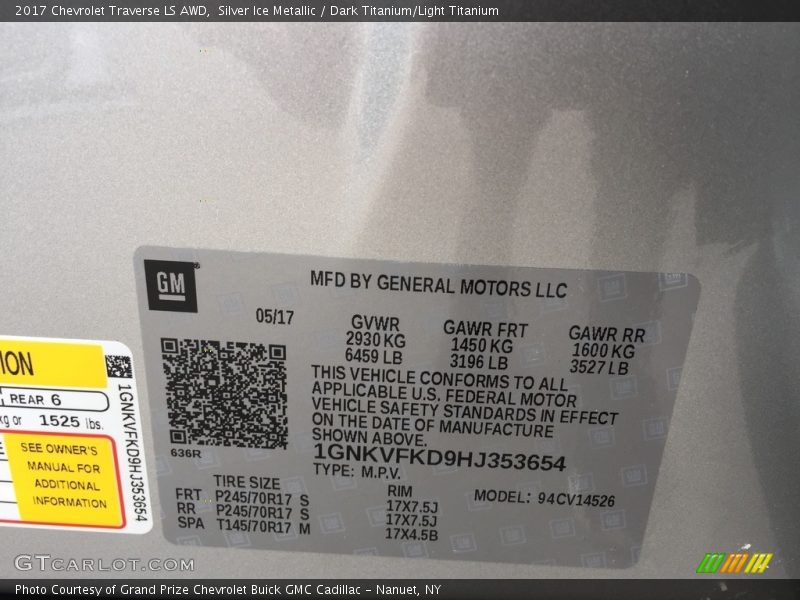 2017 Chevrolet Traverse LS AWD, Silver Ice Metallic / Dark Titanium/Light Titanium
GM
MFD BY GENERAL MOTORS LLC
05/17
GVWR GAWR FRT GAWR RR
2930 KG 1450 KG 1600 KG
6459 LB 3196 LB 3527 LB
THIS VEHICLE CONFORMS TO ALL
APPLICABLE U.S. FEDERAL MOTOR
VEHICLE SAFETY STANDARDS IN EFFECT
ON THE DATE OF MANUFACTURE
SHOWN ABOVE.
636R
1GNKVFKD9HJ353654
TYPE: M.P.V.
TIRE SIZE RIM MODEL: 94CV14526
FRT P245/70R17 S 17X7.5J
RR P245/70R17 S 17X7.5J
SPA T145/70R17 M 17X4.5B
ION
REAR 6
kg or 1525 lbs.
SEE OWNER'S
MANUAL FOR
ADDITIONAL
INFORMATION
1GNKVFKD9HJ353654
GTcarlot.com
Photo Courtesy of Grand Prize Chevrolet Buick GMC Cadillac – Nanuet, NY